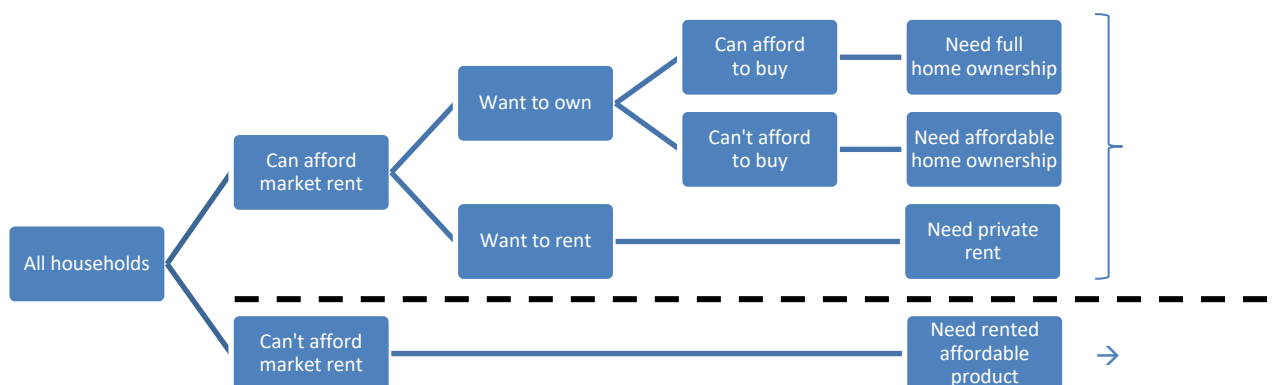 Can afford
to buy
Need full
home ownership
Want to own
Can afford
market rent
Can't afford
to buy
Need affordable
home ownership
Want to rent
Need private
rent
All households
Can't afford
market rent
Need rented
affordable
product